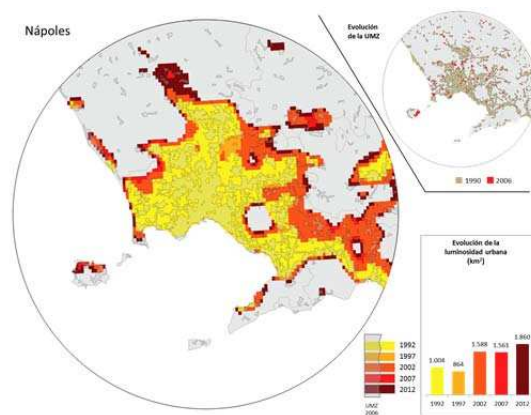 Nápoles
Evolución
de la UMZ
1990
2006
Evolución de la
luminosidad urbana
(km²)
1992
1997
2002
2007
2012
UMZ
2006
1.004
864
1.588
1.561
1.860
1992
1997
2002
2007
2012